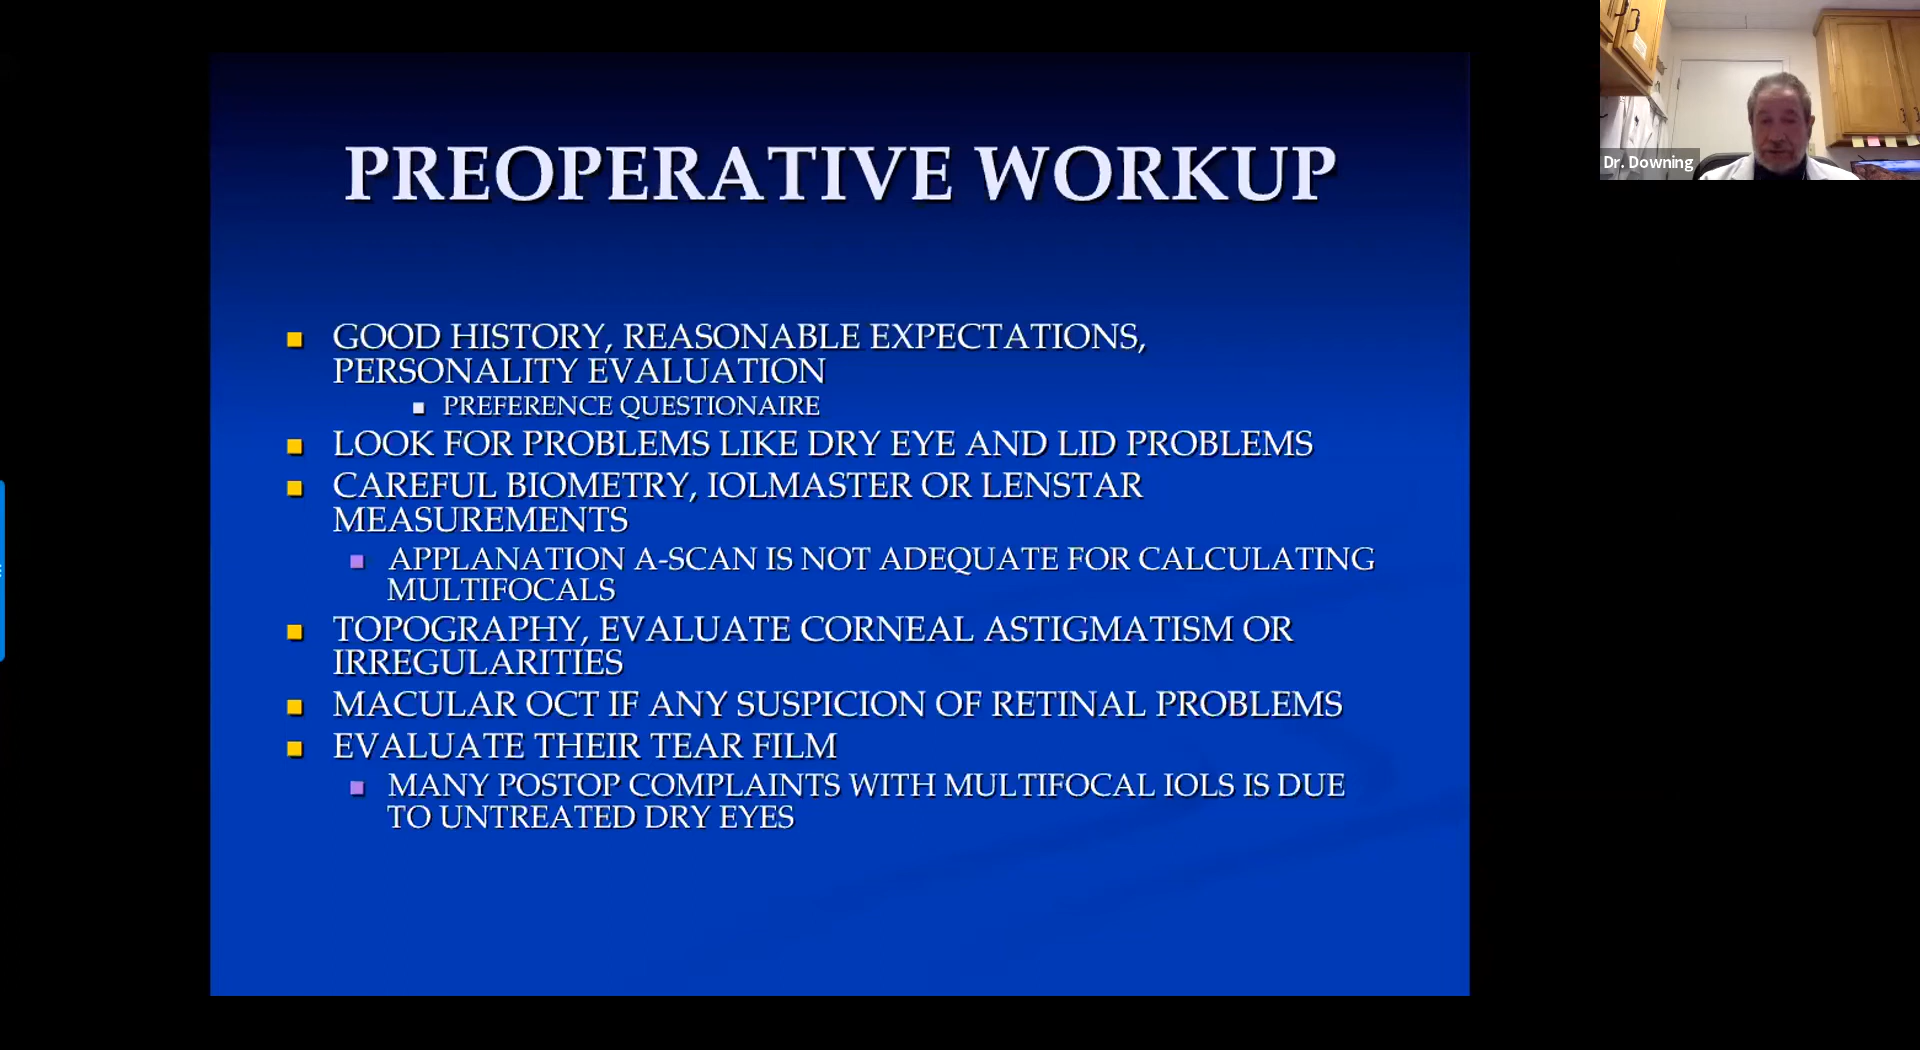 PREOPERATIVE WORKUP
GOOD HISTORY, REASONABLE EXPECTATIONS,
PERSONALITY EVALUATION
PREFERENCE QUESTIONAIRE
LOOK FOR PROBLEMS LIKE DRY EYE AND LID PROBLEMS
CAREFUL BIOMETRY, IOLMASTER OR LENSTAR
MEASUREMENTS
APPLANATION A-SCAN IS NOT ADEQUATE FOR CALCULATING
MULTIFOCALS
TOPOGRAPHY, EVALUATE CORNEAL ASTIGMATISM OR
IRREGULARITIES
MACULAR OCT IF ANY SUSPICION OF RETINAL PROBLEMS
EVALUATE THEIR TEAR FILM
MANY POSTOP COMPLAINTS WITH MULTIFOCAL IOLS IS DUE
TO UNTREATED DRY EYES
Dr. Downing